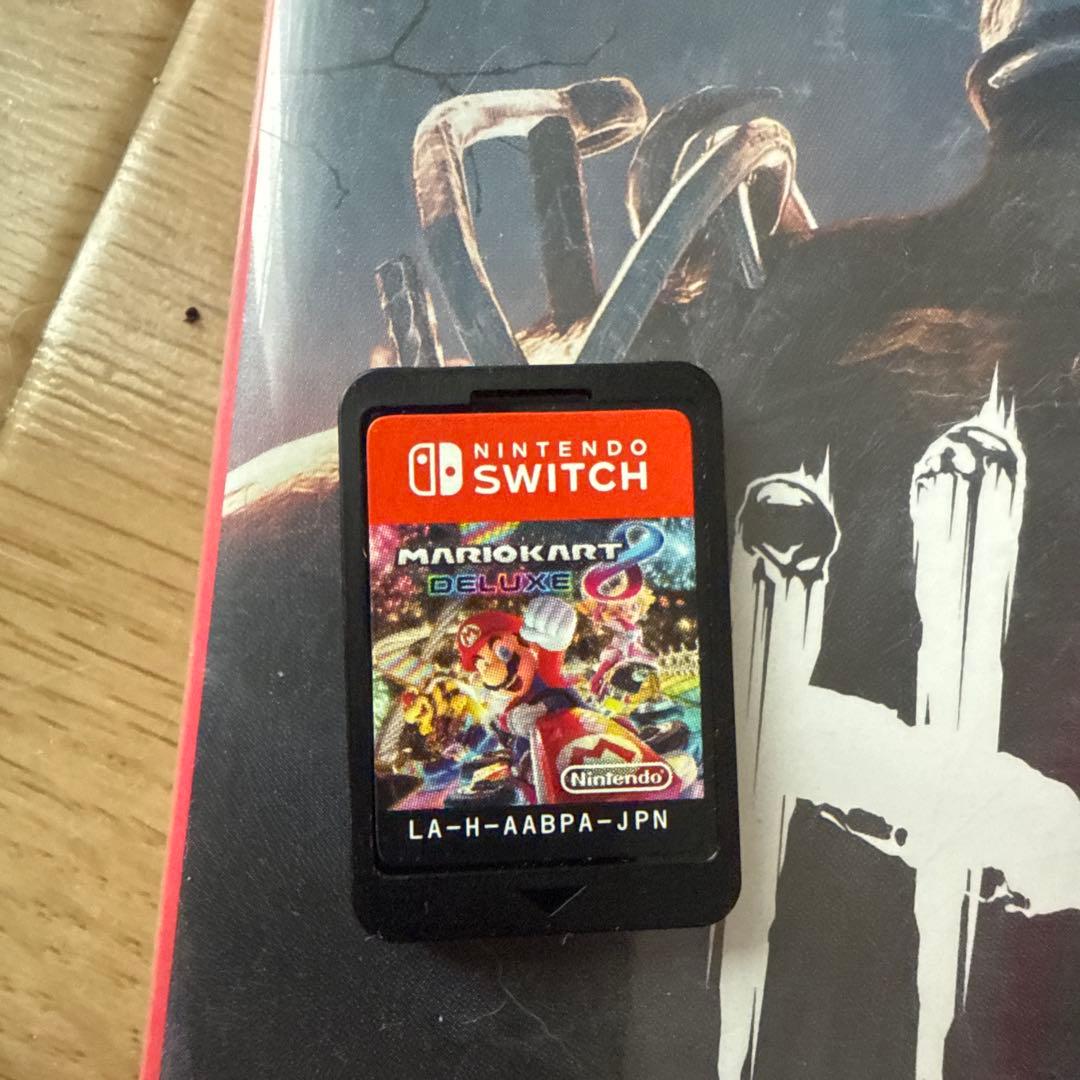 NINTENDO
SWITCH
MARIOKART 8
DELUXE
Nintendo
LA-H-AABPA-JPN